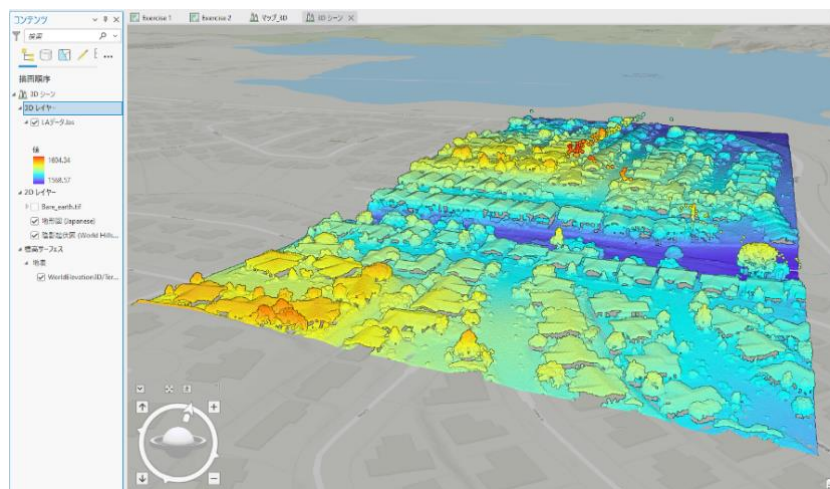 コンテンツ
Exercise 1
Exercise 2
マップ_3D
3D シーン
検索
描画順序
3D シーン
3D レイヤー
LAデータ.las
値
1604.34
1568.57
2D レイヤー
Bare_earth.tif
地形図 (Japanese)
陰影起伏図 (World Hills...
標高サーフェス
地表
WorldElevation3D/Ter...